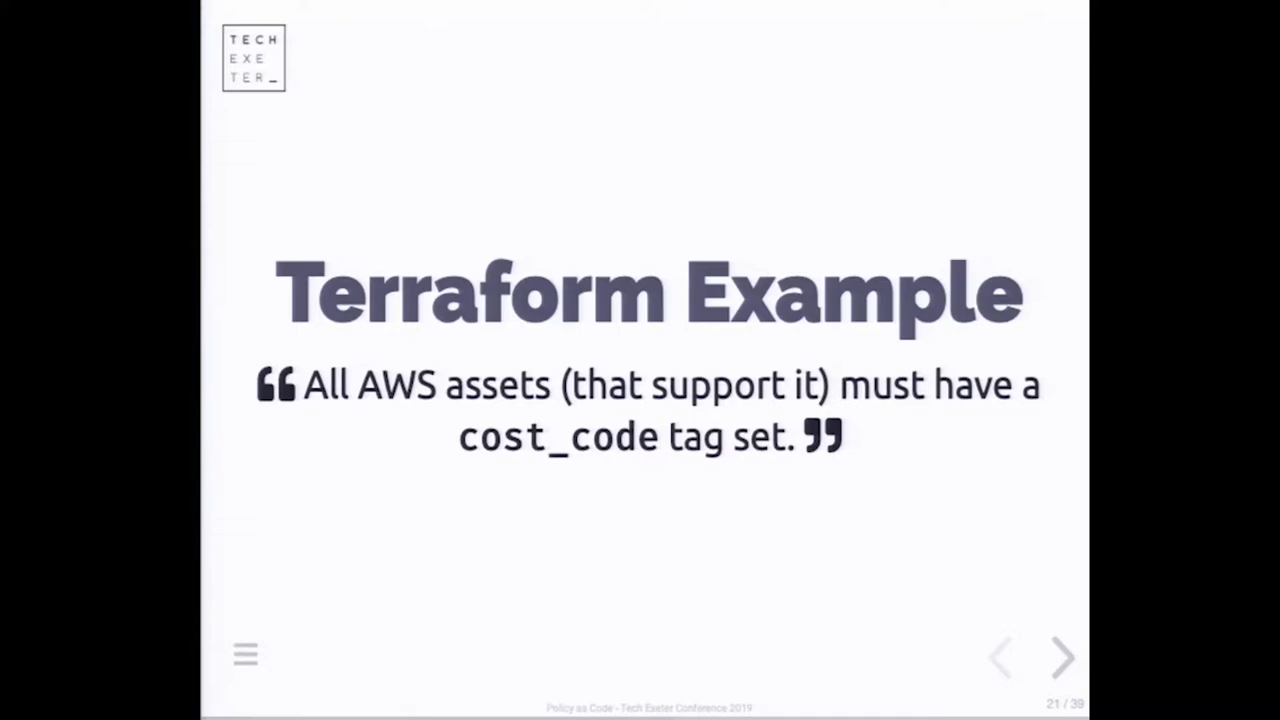 TECH
EXE
TER_
Terraform Example
“All AWS assets (that support it) must have a
cost_code tag set.”
Policy as Code - Tech Exeter Conference 2019
21 / 39